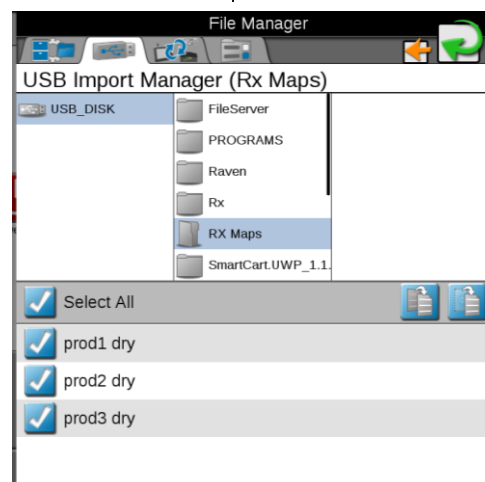 File Manager
USB Import Manager (Rx Maps)
USB_DISK
FileServer
PROGRAMS
Raven
Rx
RX Maps
SmartCart.UWP_1.1.
Select All
prod1 dry
prod2 dry
prod3 dry